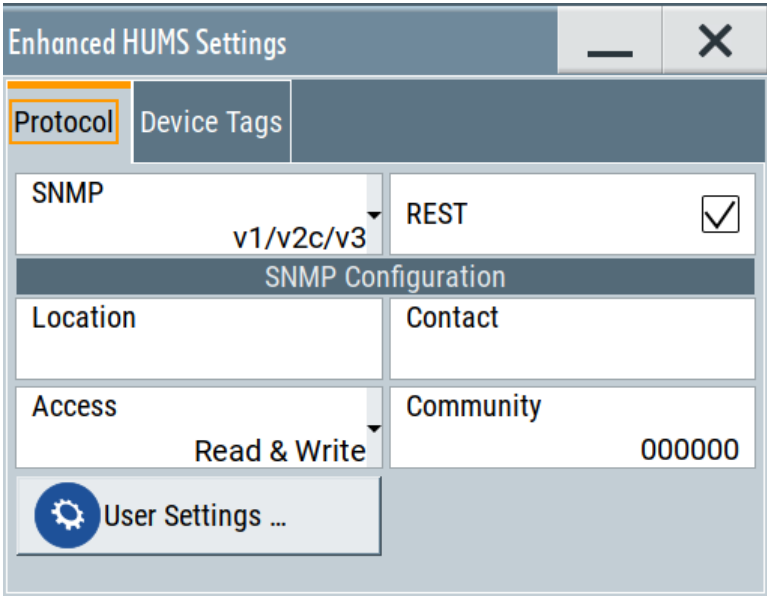 Enhanced HUMS Settings
Protocol Device Tags
SNMP
v1/v2c/v3
REST
SNMP Configuration
Location
Contact
Access
Read & Write
Community
000000
User Settings ...